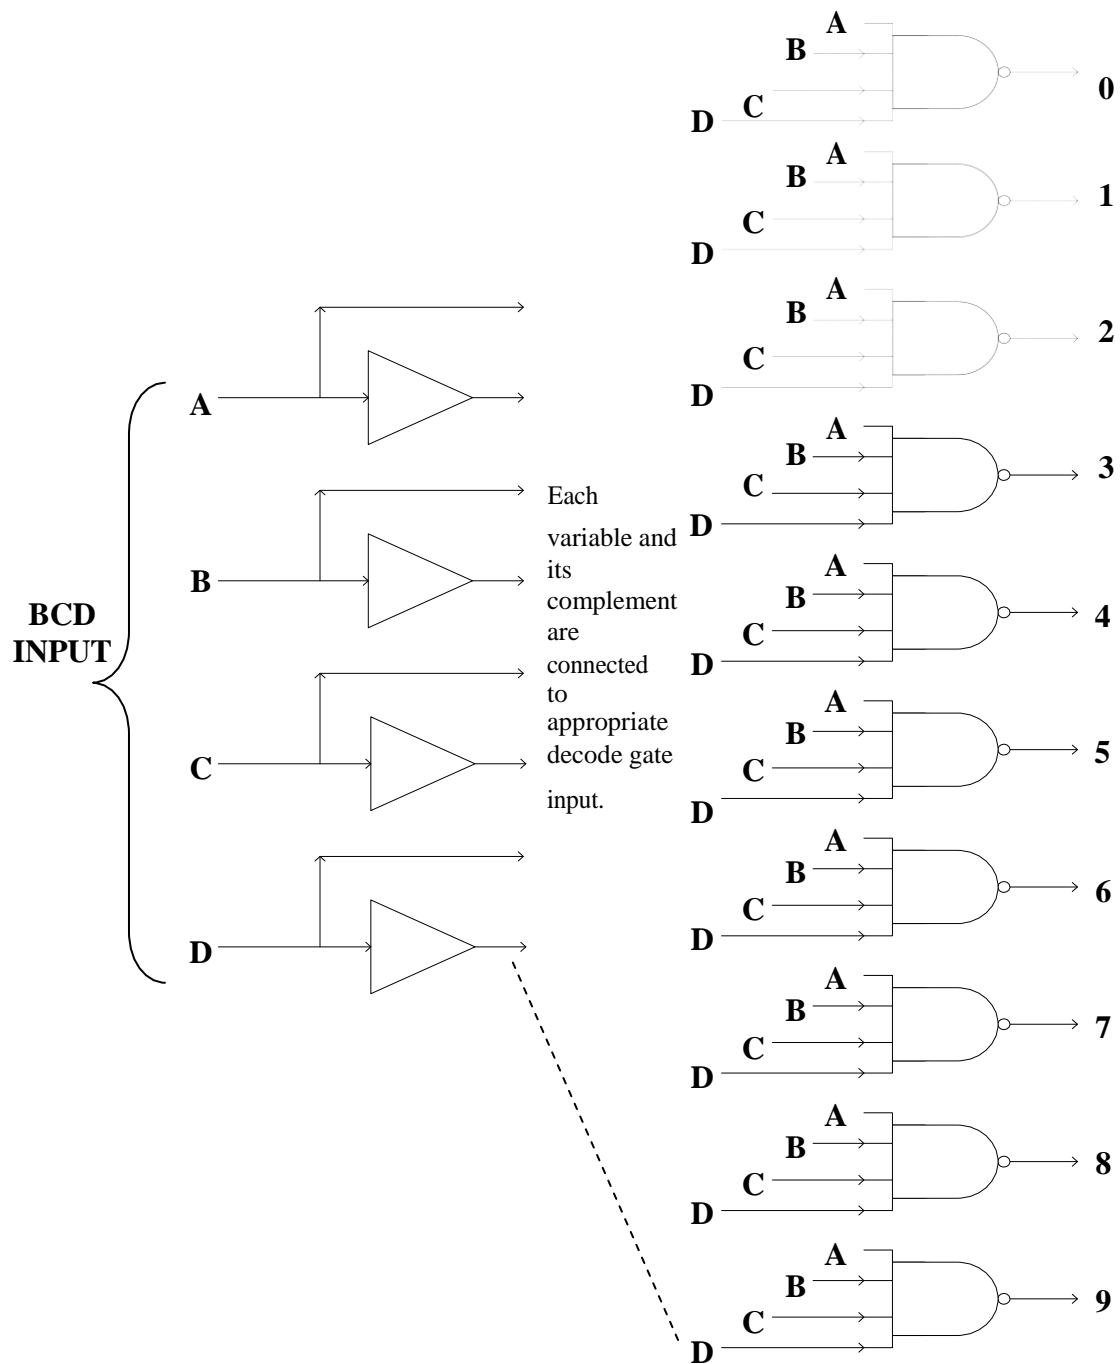 A
B
C
D
0
A
B
C
D
1
A
B
C
D
2
A
B
C
D
3
A
B
C
D
4
A
B
C
D
5
A
B
C
D
6
A
B
C
D
7
A
B
C
D
8
A
B
C
D
9
BCD
INPUT
A
B
C
D
Each
variable and
its
complement
are
connected
to
appropriate
decode gate
input.